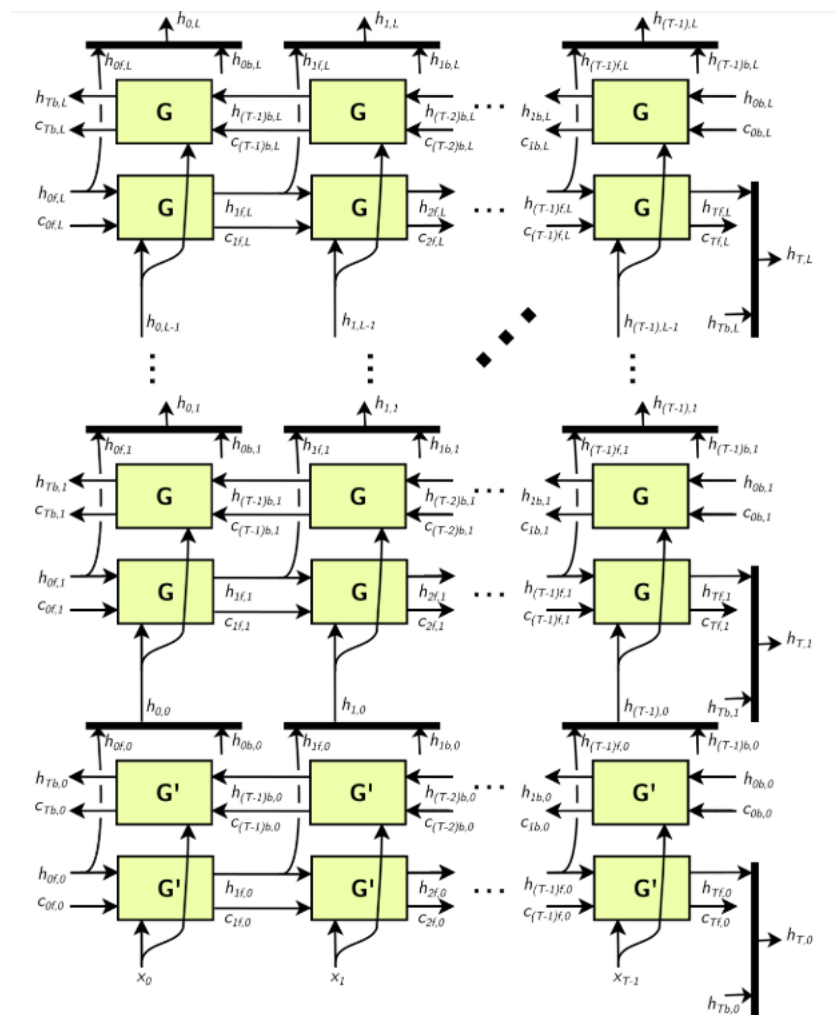 h0,L h1,L h(T-1),L
h0f,L h0b,L h1f,L h1b,L h(T-1)f,L h(T-1)b,L
hTb,L G h(T-1)b,L G h(T-2)b,L ... h1b,L G h0b,L
cTb,L c(T-1)b,L c(T-2)b,L c1b,L c0b,L
h0f,L G h1f,L G h2f,L ... h(T-1)f,L G hTf,L
c0f,L c1f,L c2f,L c(T-1)f,L cTf,L
hT,L
h0,L-1 h1,L-1 h(T-1),L-1 hTb,L
h0,1 h1,1 h(T-1),1
h0f,1 h0b,1 h1f,1 h1b,1 h(T-1)f,1 h(T-1)b,1
hTb,1 G h(T-1)b,1 G h(T-2)b,1 ... h1b,1 G h0b,1
cTb,1 c(T-1)b,1 c(T-2)b,1 c1b,1 c0b,1
h0f,1 G h1f,1 G h2f,1 ... h(T-1)f,1 G hTf,1
c0f,1 c1f,1 c2f,1 c(T-1)f,1 cTf,1
hT,1
h0,0 h1,0 h(T-1),0 hTb,1
h0f,0 h0b,0 h1f,0 h1b,0 h(T-1)f,0 h(T-1)b,0
hTb,0 G' h(T-1)b,0 G' h(T-2)b,0 ... h1b,0 G' h0b,0
cTb,0 c(T-1)b,0 c(T-2)b,0 c1b,0 c0b,0
h0f,0 G' h1f,0 G' h2f,0 ... h(T-1)f,0 G' hTf,0
c0f,0 c1f,0 c2f,0 c(T-1)f,0 cTf,0
hT,0
x0 x1 xT-1 hTb,0